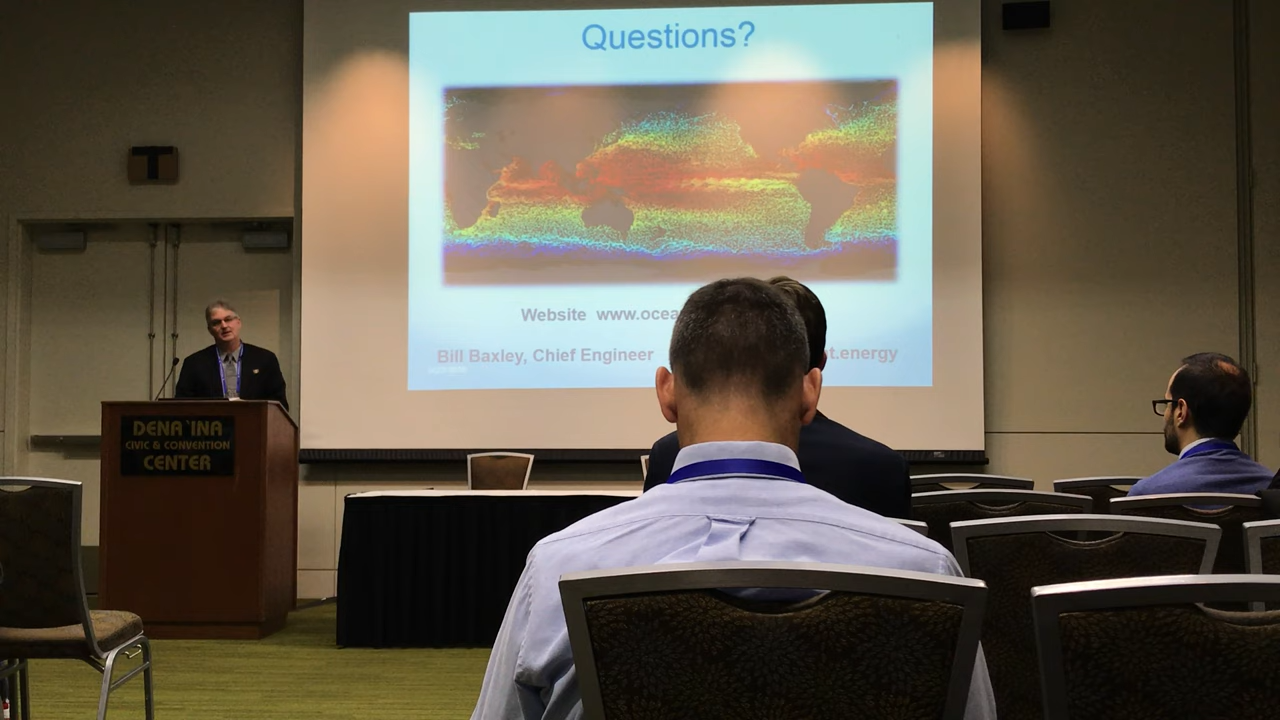 Questions?
Website www.ocea
Bill Baxley, Chief Engineer t.energy
DENA'INA
CIVIC & CONVENTION
CENTER